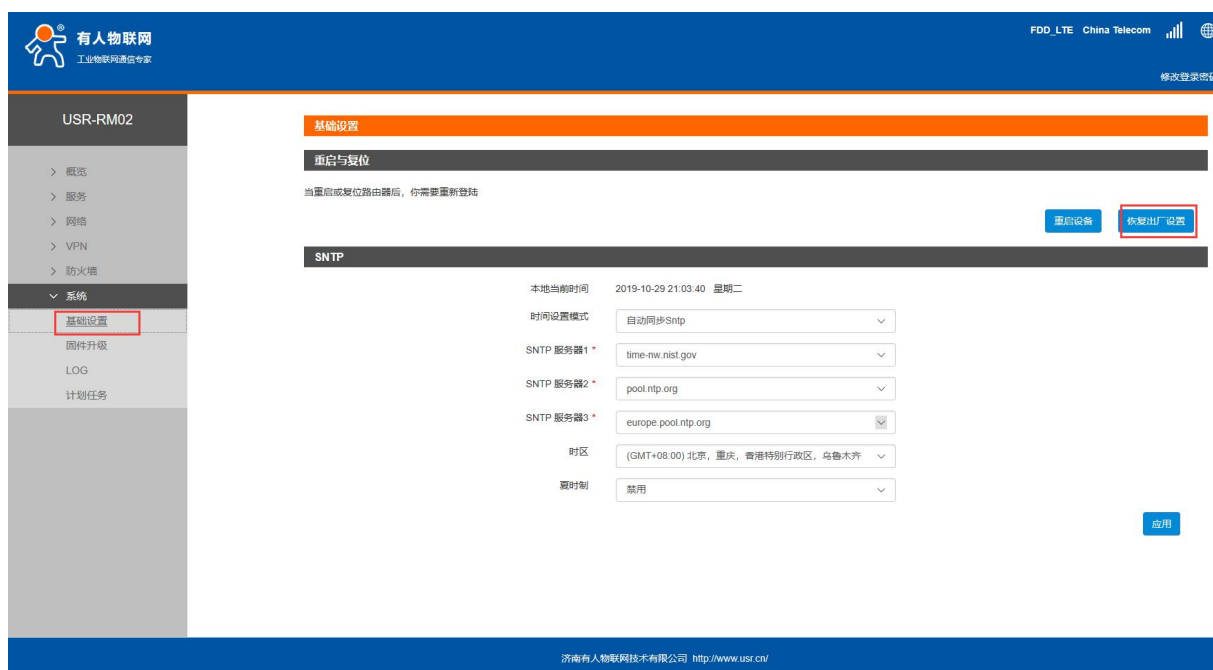 有人物联网
工业物联网通信专家
FDD_LTE China Telecom
修改登录密码
USR-RM02
概览
服务
网络
VPN
防火墙
系统
基础设置
固件升级
LOG
计划任务
基础设置
重启与复位
当重启或复位路由器后，你需要重新登陆
重启设备 恢复出厂设置
SNTP
本地当前时间 2019-10-29 21:03:40 星期二
时间设置模式 自动同步Sntp
SNTP 服务器1 * time-nw.nist.gov
SNTP 服务器2 * pool.ntp.org
SNTP 服务器3 * europe.pool.ntp.org
时区 (GMT+08:00) 北京，重庆，香港特别行政区，乌鲁木齐
夏时制 禁用
应用
济南有人物联网技术有限公司 http://www.usr.cn/